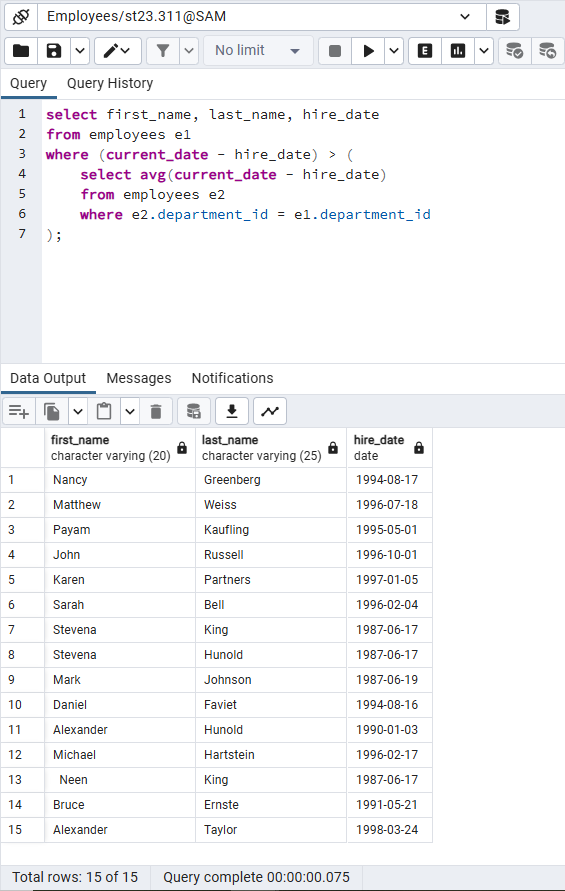 Employees/st23.311@SAM
No limit
E
Query Query History
1 select first_name, last_name, hire_date
2 from employees e1
3 where (current_date - hire_date) > (
4 select avg(current_date - hire_date)
5 from employees e2
6 where e2.department_id = e1.department_id
7 );
Data Output Messages Notifications
first_name last_name hire_date
character varying (20) character varying (25) date
1 Nancy Greenberg 1994-08-17
2 Matthew Weiss 1996-07-18
3 Payam Kaufling 1995-05-01
4 John Russell 1996-10-01
5 Karen Partners 1997-01-05
6 Sarah Bell 1996-02-04
7 Stevena King 1987-06-17
8 Stevena Hunold 1987-06-17
9 Mark Johnson 1987-06-19
10 Daniel Faviet 1994-08-16
11 Alexander Hunold 1990-01-03
12 Michael Hartstein 1996-02-17
13 Neen King 1987-06-17
14 Bruce Ernste 1991-05-21
15 Alexander Taylor 1998-03-24
Total rows: 15 of 15 Query complete 00:00:00.075